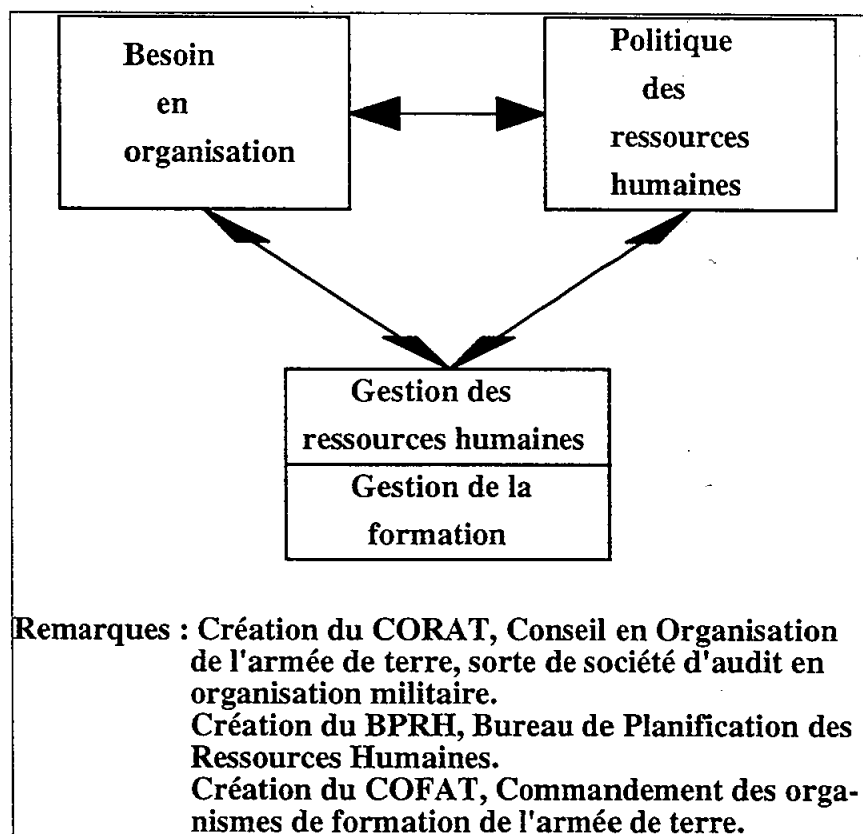 Besoin
en
organisation
Politique
des
ressources
humaines
Gestion des
ressources humaines
Gestion de la
formation
Remarques : Création du CORAT, Conseil en Organisation
de l'armée de terre, sorte de société d'audit en
organisation militaire.
Création du BPRH, Bureau de Planification des
Ressources Humaines.
Création du COFAT, Commandement des orga-
nismes de formation de l'armée de terre.